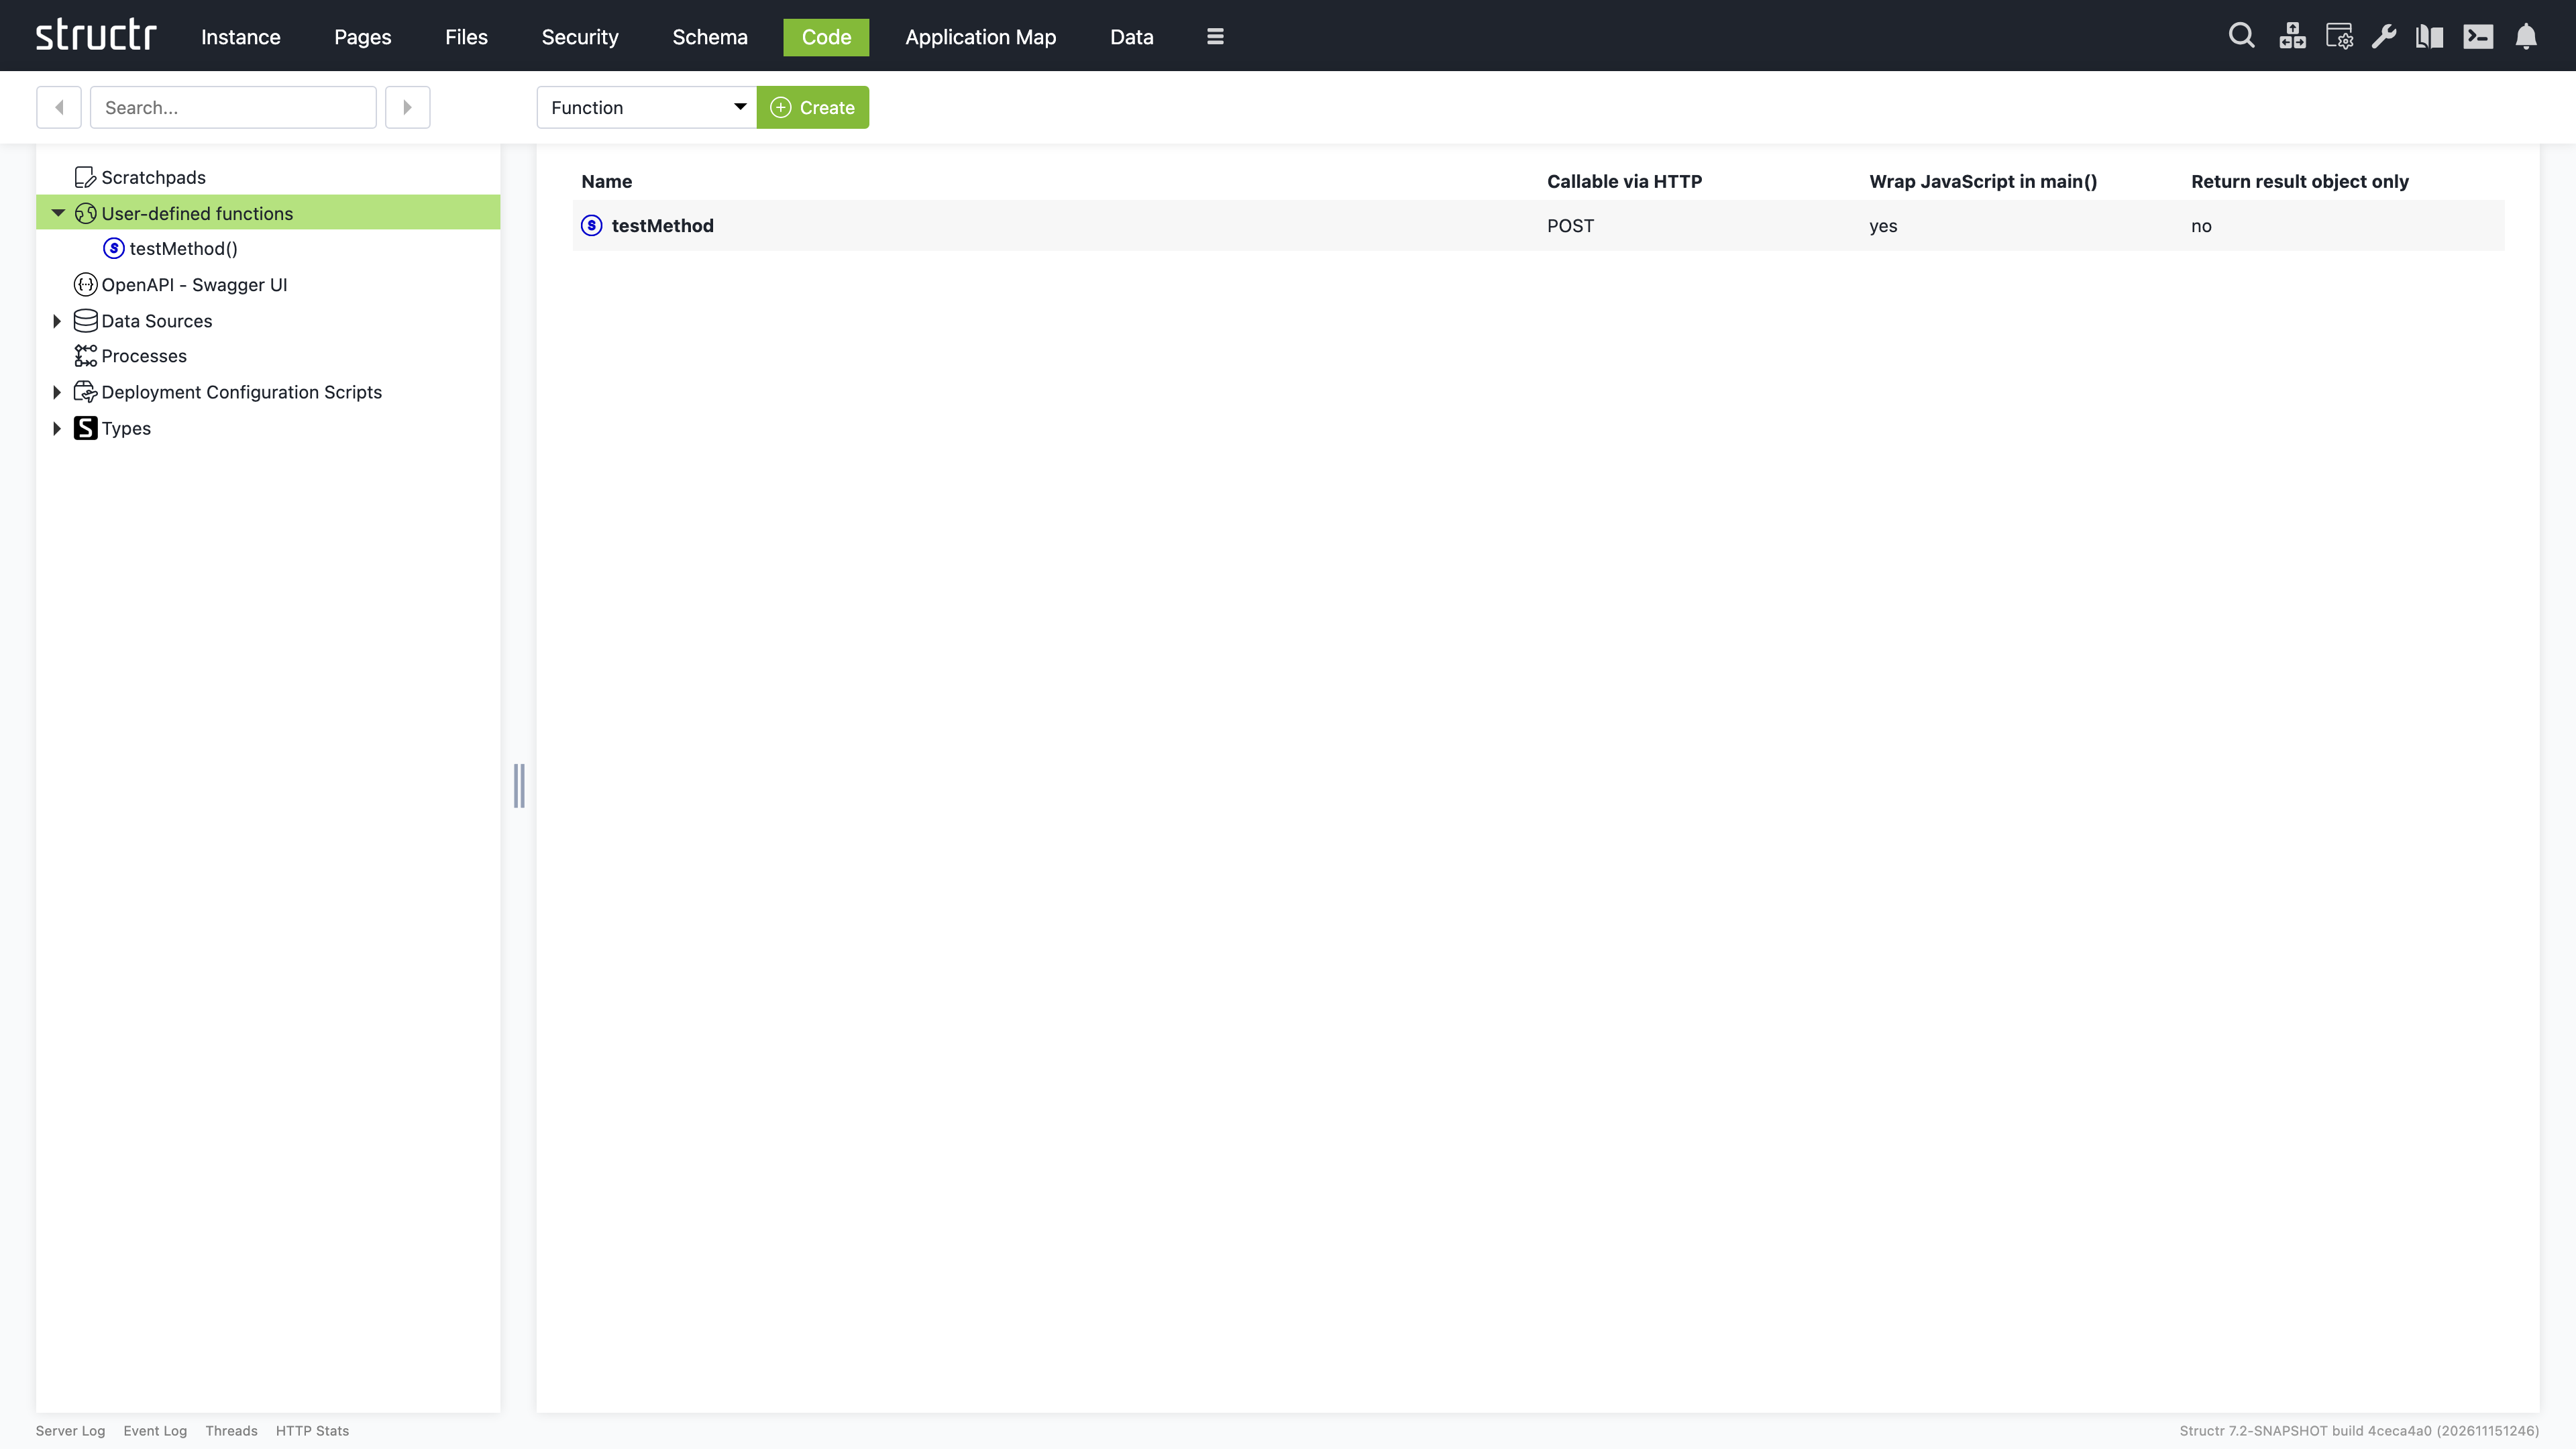 structr Instance Pages Files Security Schema Code Application Map Data
Search... Function Create
Scratchpads
User-defined functions
testMethod()
OpenAPI - Swagger UI
Data Sources
Processes
Deployment Configuration Scripts
Types
Name Callable via HTTP Wrap JavaScript in main() Return result object only
testMethod POST yes no
Server Log Event Log Threads HTTP Stats
Structr 7.2-SNAPSHOT build 4ceca4a0 (202611151246)